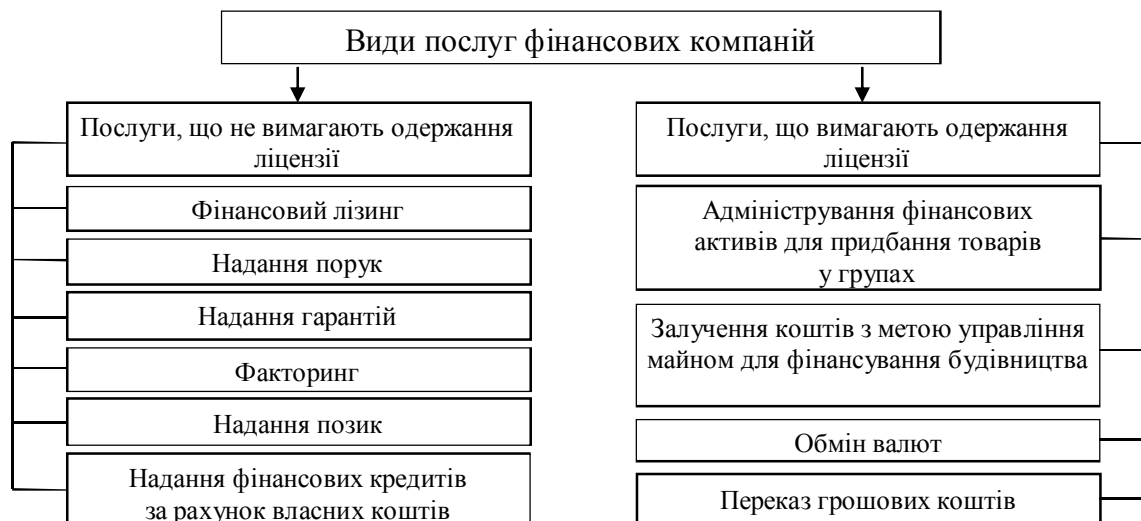 Види послуг фінансових компаній
Послуги, що не вимагають одержання
ліцензії
Фінансовий лізинг
Надання порук
Надання гарантій
Факторинг
Надання позик
Надання фінансових кредитів
за рахунок власних коштів
Послуги, що вимагають одержання
ліцензії
Адміністрування фінансових
активів для придбання товарів
у групах
Залучення коштів з метою управління
майном для фінансування будівництва
Обмін валют
Переказ грошових коштів